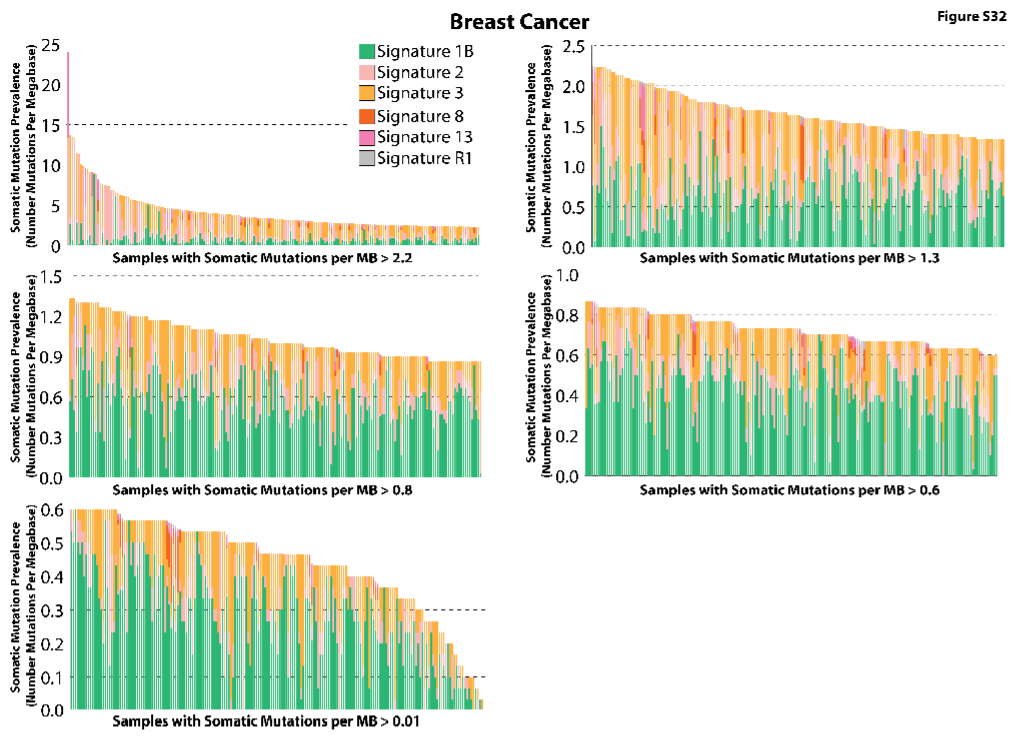 Breast Cancer
Figure S32
Somatic Mutation Prevalence
(Number Mutations Per Megabase)
25
20
15
10
5
0
Signature 1B
Signature 2
Signature 3
Signature 8
Signature 13
Signature R1
Samples with Somatic Mutations per MB > 2.2
Somatic Mutation Prevalence
(Number Mutations Per Megabase)
2.5
2.0
1.5
1.0
0.5
0.0
Samples with Somatic Mutations per MB > 1.3
Somatic Mutation Prevalence
(Number Mutations Per Megabase)
1.5
1.2
0.9
0.6
0.3
0.0
Samples with Somatic Mutations per MB > 0.8
Somatic Mutation Prevalence
(Number Mutations Per Megabase)
1.0
0.8
0.6
0.4
0.2
0.0
Samples with Somatic Mutations per MB > 0.6
Somatic Mutation Prevalence
(Number Mutations Per Megabase)
0.6
0.5
0.4
0.3
0.2
0.1
0.0
Samples with Somatic Mutations per MB > 0.01